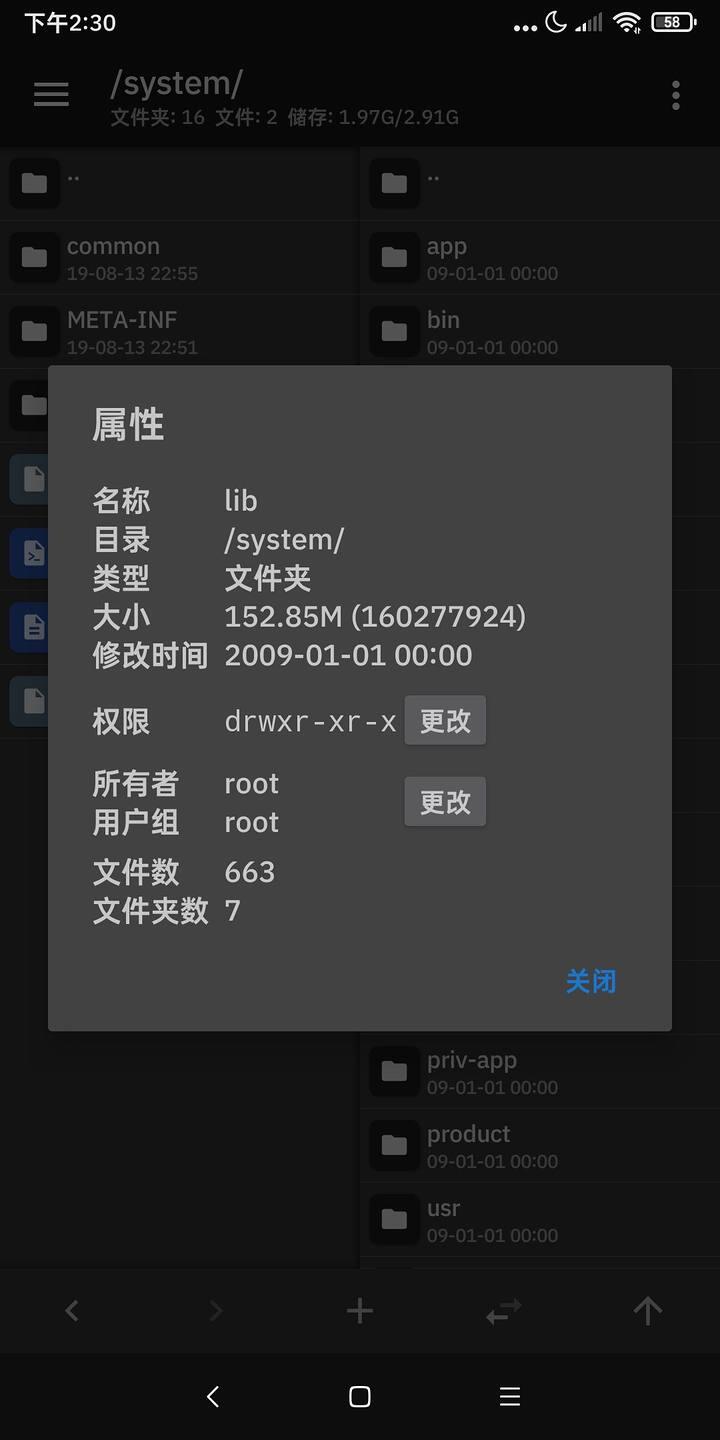 下午2:30
58
/system/
文件夹: 16 文件: 2 储存: 1.97G/2.91G
..
..
common
19-08-13 22:55
app
09-01-01 00:00
META-INF
19-08-13 22:51
bin
09-01-01 00:00
属性
名称 lib
目录 /system/
类型 文件夹
大小 152.85M (160277924)
修改时间 2009-01-01 00:00
权限 drwxr-xr-x 更改
所有者 root
更改
用户组 root
文件数 663
文件夹数 7
关闭
priv-app
09-01-01 00:00
product
09-01-01 00:00
usr
09-01-01 00:00